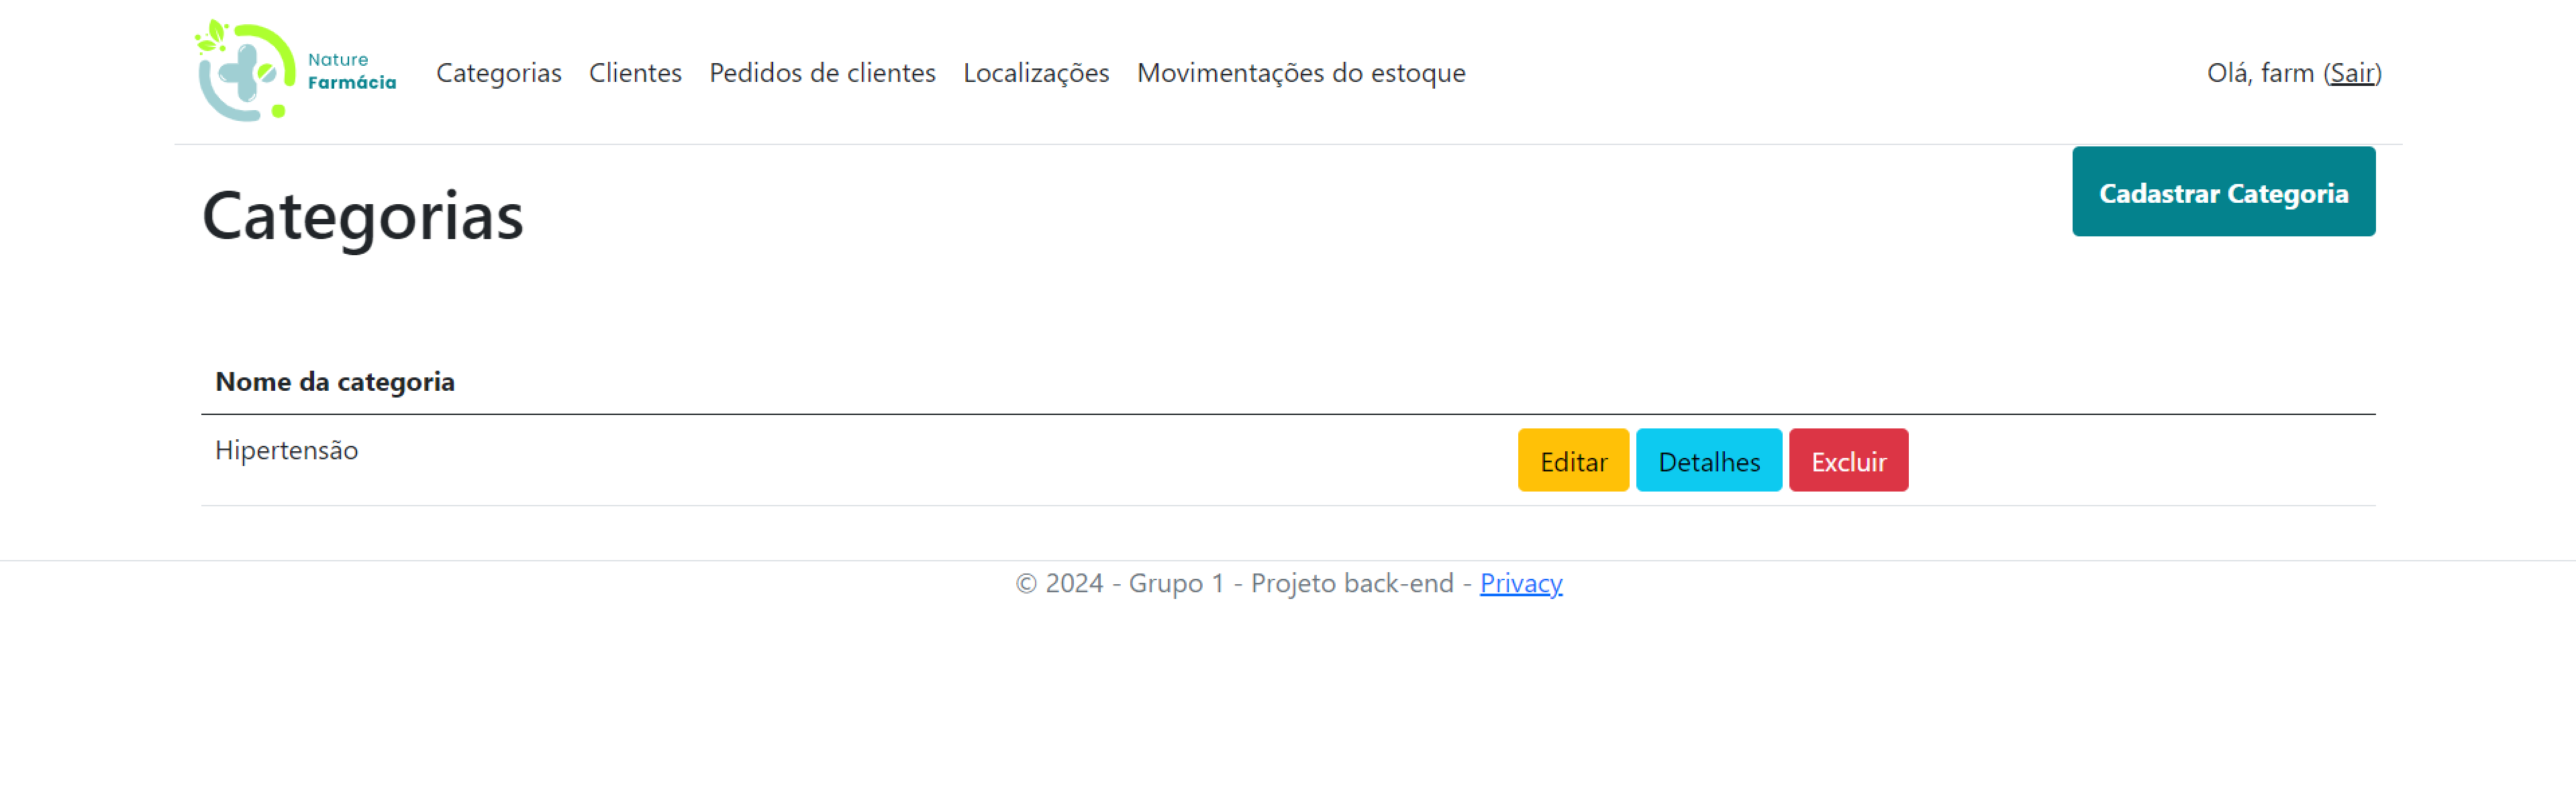 Nature
Farmácia
Categorias Clientes Pedidos de clientes Localizações Movimentações do estoque Olá, farm (Sair)
Categorias
Cadastrar Categoria
Nome da categoria
Hipertensão Editar Detalhes Excluir
© 2024 - Grupo 1 - Projeto back-end - Privacy